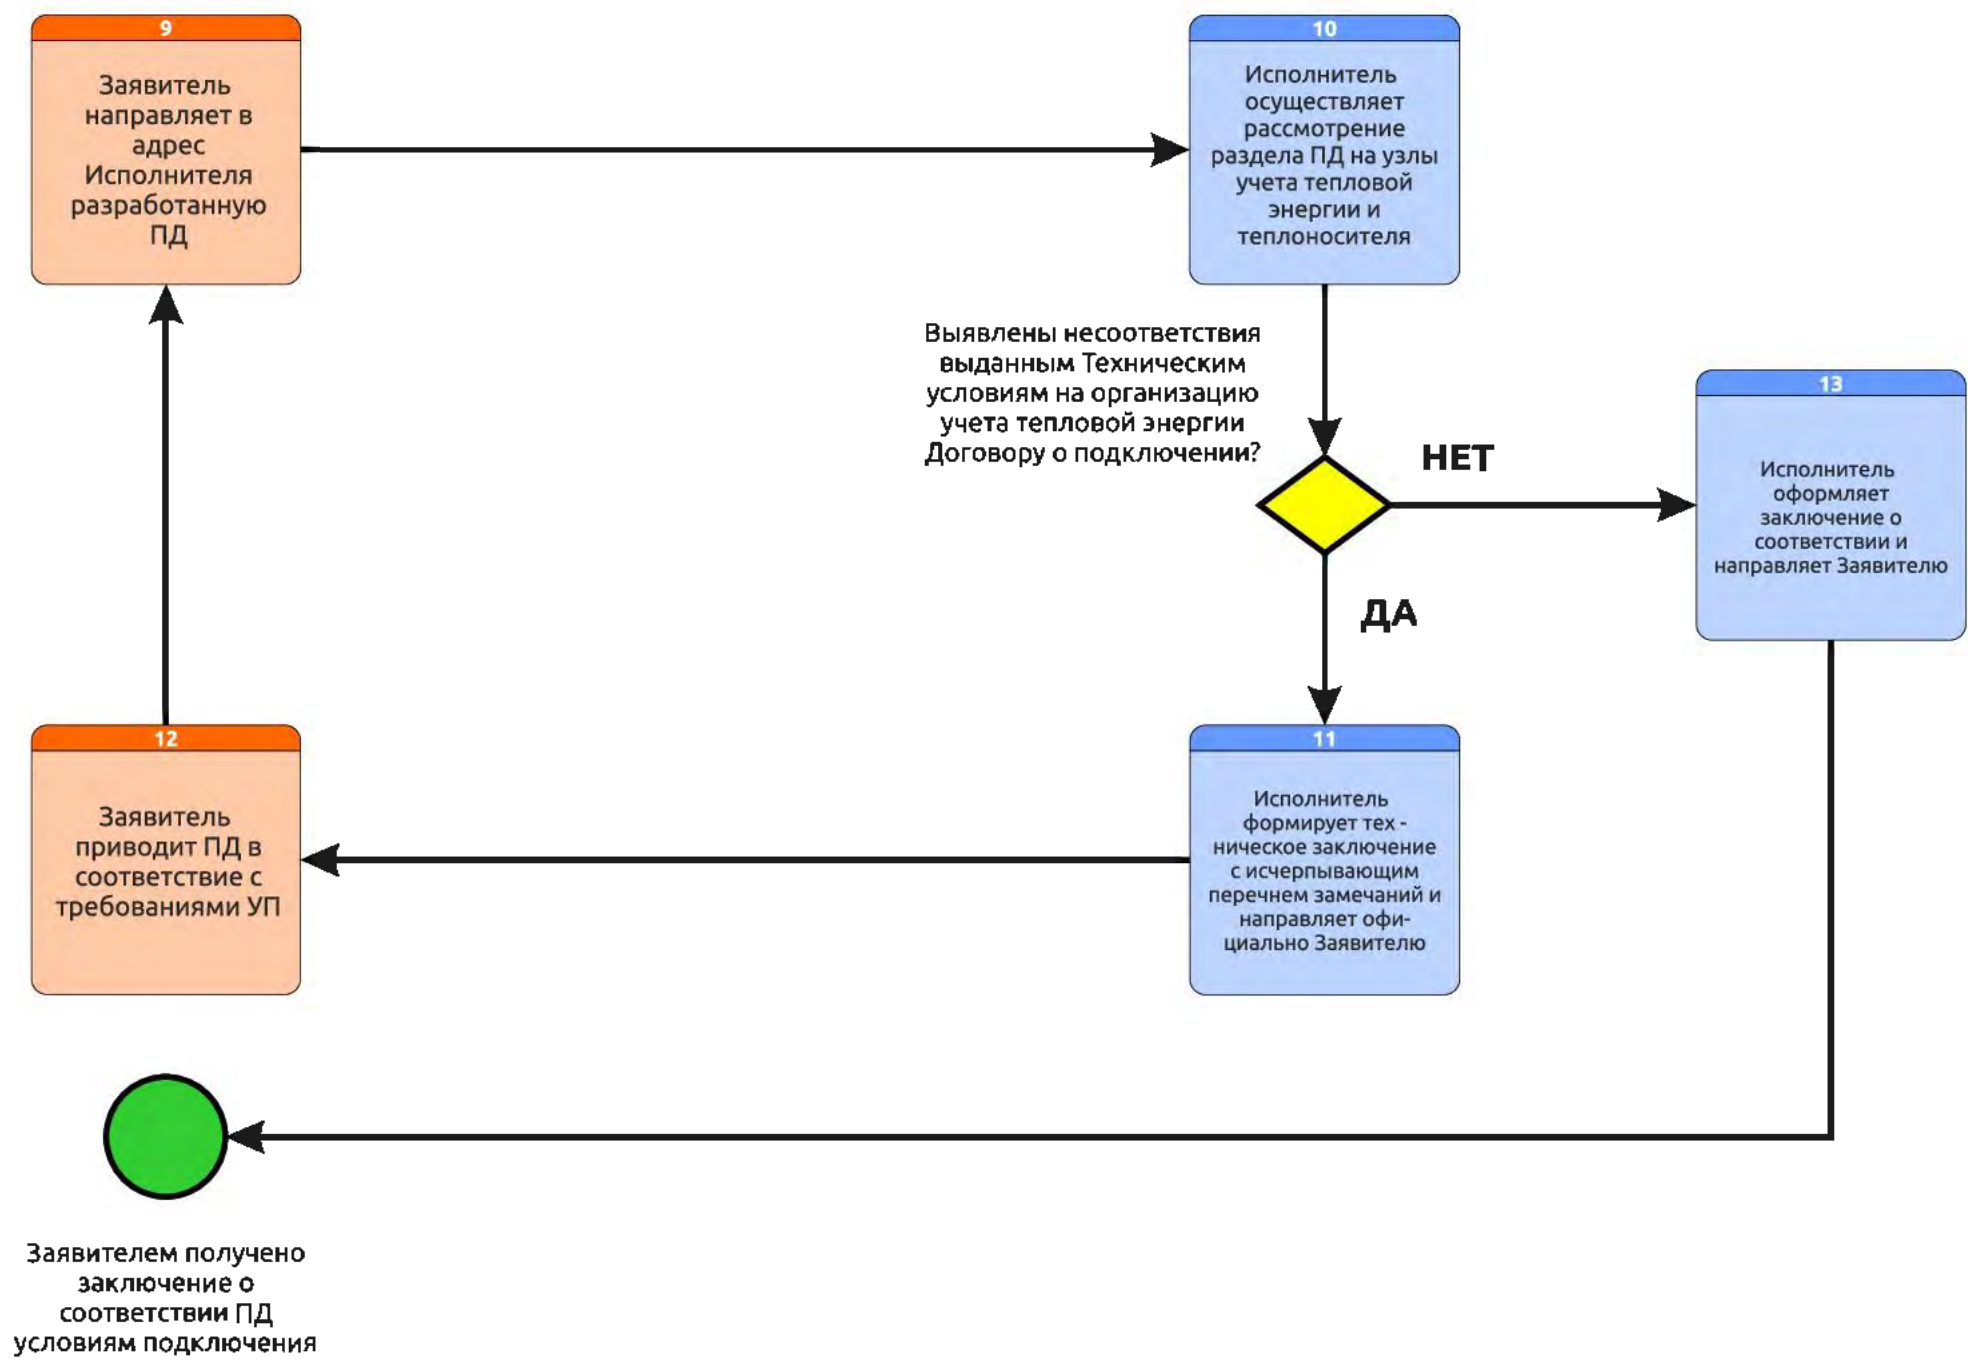 9
Заявитель
направляет в
адрес
Исполнителя
разработанную
ПД
10
Исполнитель
осуществляет
рассмотрение
раздела ПД на узлы
учета тепловой
энергии и
теплоносителя
Выявлены несоответствия
выданным Техническим
условиям на организацию
учета тепловой энергии
Договору о подключении?
НЕТ
13
Исполнитель
оформляет
заключение о
соответствии и
направляет Заявителю
ДА
12
Заявитель
приводит ПД в
соответствие с
требованиями УП
11
Исполнитель
формирует тех -
ническое заключение
с исчерпывающим
перечнем замечаний и
направляет офи-
циально Заявителю
Заявителем получено
заключение о
соответствии ПД
условиям подключения